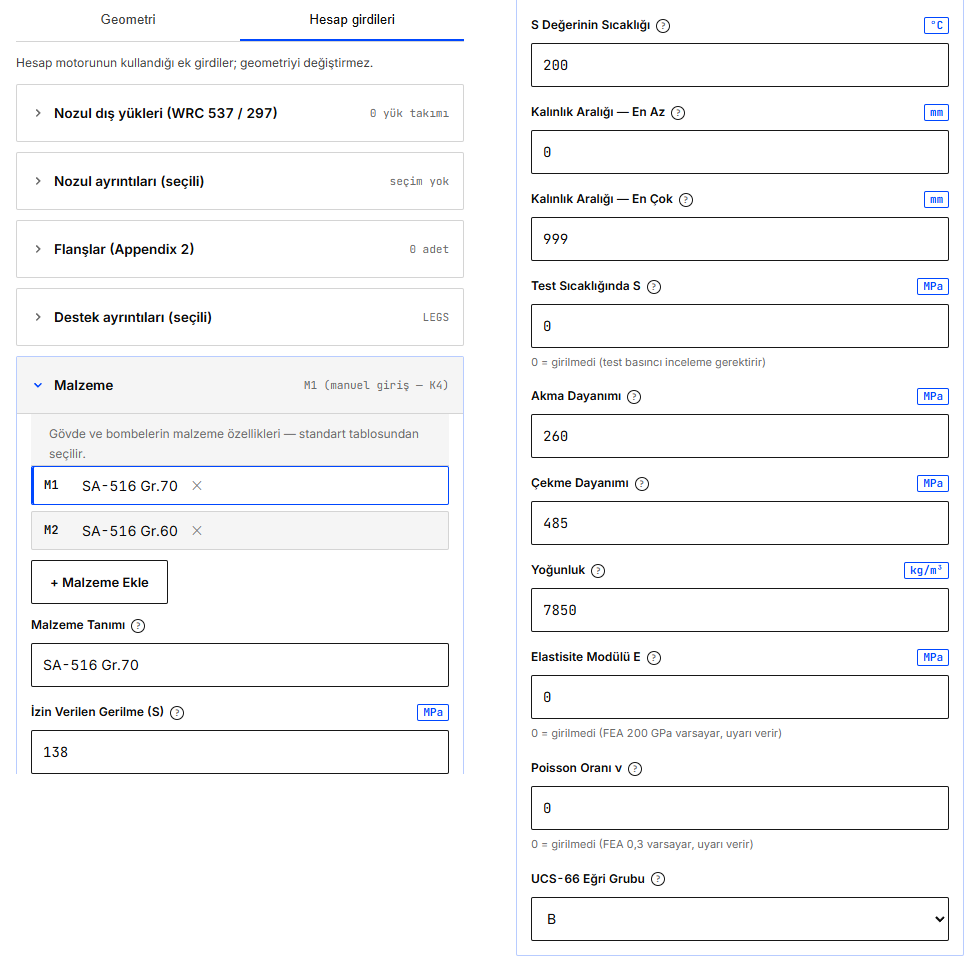 Geometri
Hesap girdileri
Hesap motorunun kullandığı ek girdiler; geometriyi değiştirmez.
Nozul dış yükleri (WRC 537 / 297) 0 yük takımı
Nozul ayrıntıları (seçili) seçim yok
Flanşlar (Appendix 2) 0 adet
Destek ayrıntıları (seçili) LEGS
Malzeme M1 (manuel giriş — K4)
Gövde ve bombelerin malzeme özellikleri — standart tablosundan
seçilir.
M1 SA-516 Gr.70 ×
M2 SA-516 Gr.60 ×
+ Malzeme Ekle
Malzeme Tanımı ?
SA-516 Gr.70
İzin Verilen Gerilme (S) ? MPa
138
S Değerinin Sıcaklığı ? °C
200
Kalınlık Aralığı — En Az ? mm
0
Kalınlık Aralığı — En Çok ? mm
999
Test Sıcaklığında S ? MPa
0
0 = girilmedi (test basıncı inceleme gerektirir)
Akma Dayanımı ? MPa
260
Çekme Dayanımı ? MPa
485
Yoğunluk ? kg/m³
7850
Elastisite Modülü E ? MPa
0
0 = girilmedi (FEA 200 GPa varsayar, uyarı verir)
Poisson Oranı ν ?
0
0 = girilmedi (FEA 0,3 varsayar, uyarı verir)
UCS-66 Eğri Grubu ?
B